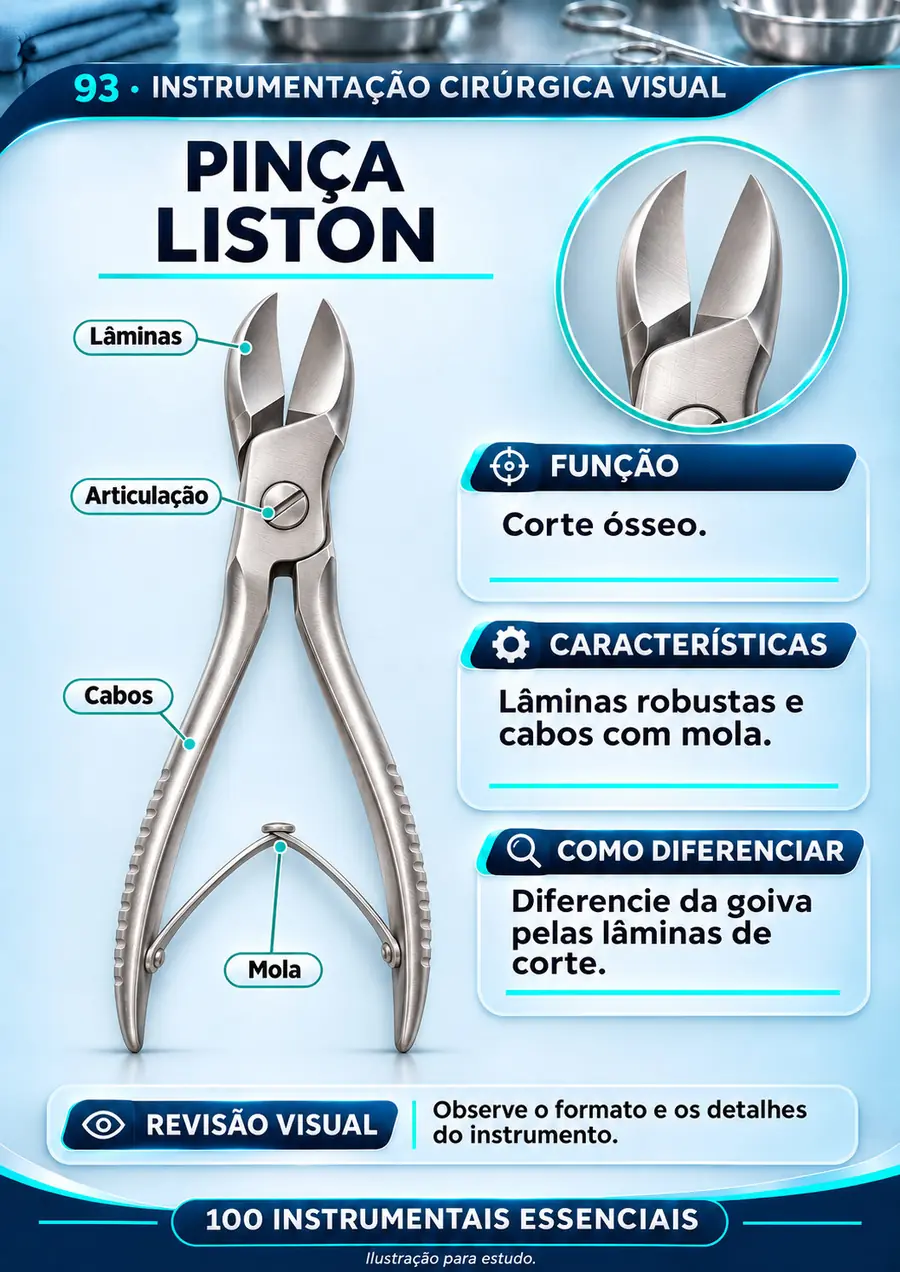 93 • INSTRUMENTAÇÃO CIRÚRGICA VISUAL
PINÇA
LISTON
Lâminas
Articulação
Cabos
Mola
FUNÇÃO
Corte ósseo.
CARACTERÍSTICAS
Lâminas robustas e
cabos com mola.
COMO DIFERENCIAR
Diferencie da goiva
pelas lâminas de
corte.
REVISÃO VISUAL
Observe o formato e os detalhes
do instrumento.
100 INSTRUMENTAIS ESSENCIAIS
Ilustração para estudo.